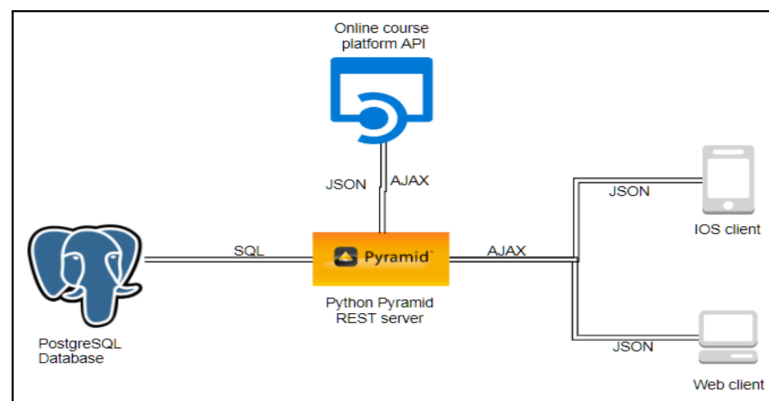 Online course
platform API
JSON
AJAX
SQL
Pyramid
AJAX
JSON
IOS client
Python Pyramid
REST server
PostgreSQL
Database
JSON
Web client